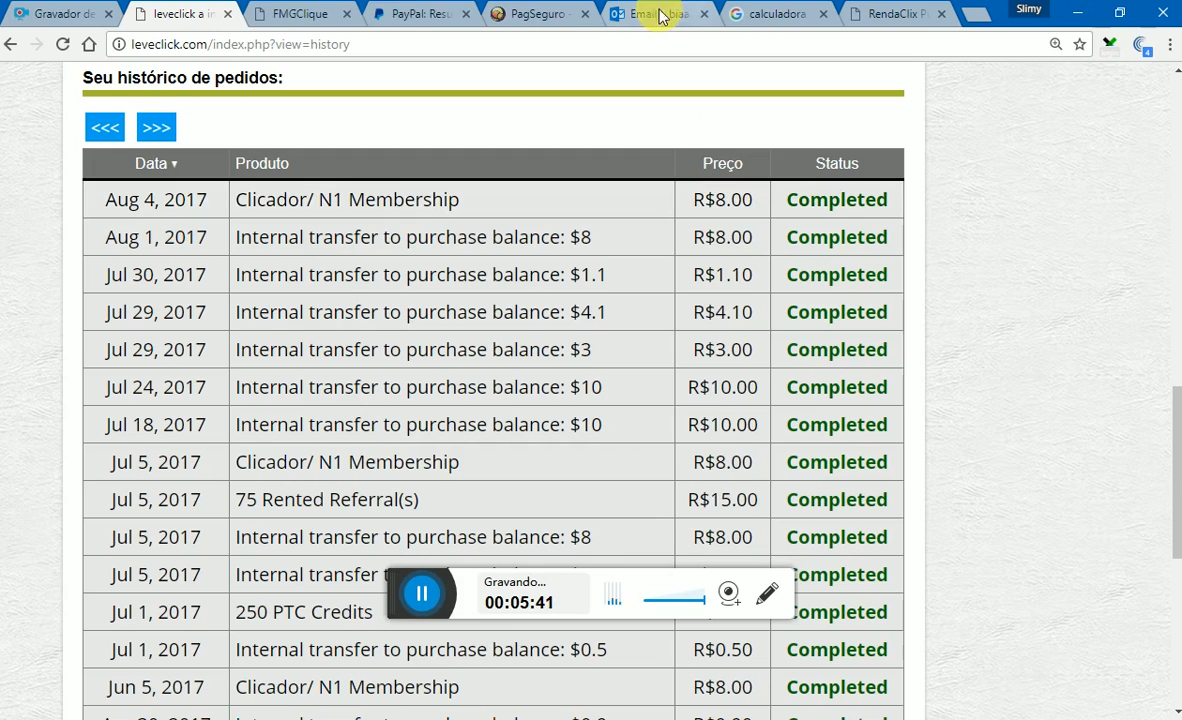 Gravador de
leveclick a in
FMGClique
PayPal: Resu
PagSeguro -
Email
calculadora
RendaClix P
Slimy
leveclick.com/index.php?view=history
4
Seu histórico de pedidos:
<<< >>>
Data ▾ Produto Preço Status
Aug 4, 2017 Clicador/ N1 Membership R$8.00 Completed
Aug 1, 2017 Internal transfer to purchase balance: $8 R$8.00 Completed
Jul 30, 2017 Internal transfer to purchase balance: $1.1 R$1.10 Completed
Jul 29, 2017 Internal transfer to purchase balance: $4.1 R$4.10 Completed
Jul 29, 2017 Internal transfer to purchase balance: $3 R$3.00 Completed
Jul 24, 2017 Internal transfer to purchase balance: $10 R$10.00 Completed
Jul 18, 2017 Internal transfer to purchase balance: $10 R$10.00 Completed
Jul 5, 2017 Clicador/ N1 Membership R$8.00 Completed
Jul 5, 2017 75 Rented Referral(s) R$15.00 Completed
Jul 5, 2017 Internal transfer to purchase balance: $8 R$8.00 Completed
Jul 5, 2017 Internal transfer ompleted
Jul 1, 2017 250 PTC Credits ompleted
Gravando...
00:05:41
Jul 1, 2017 Internal transfer to purchase balance: $0.5 R$0.50 Completed
Jun 5, 2017 Clicador/ N1 Membership R$8.00 Completed